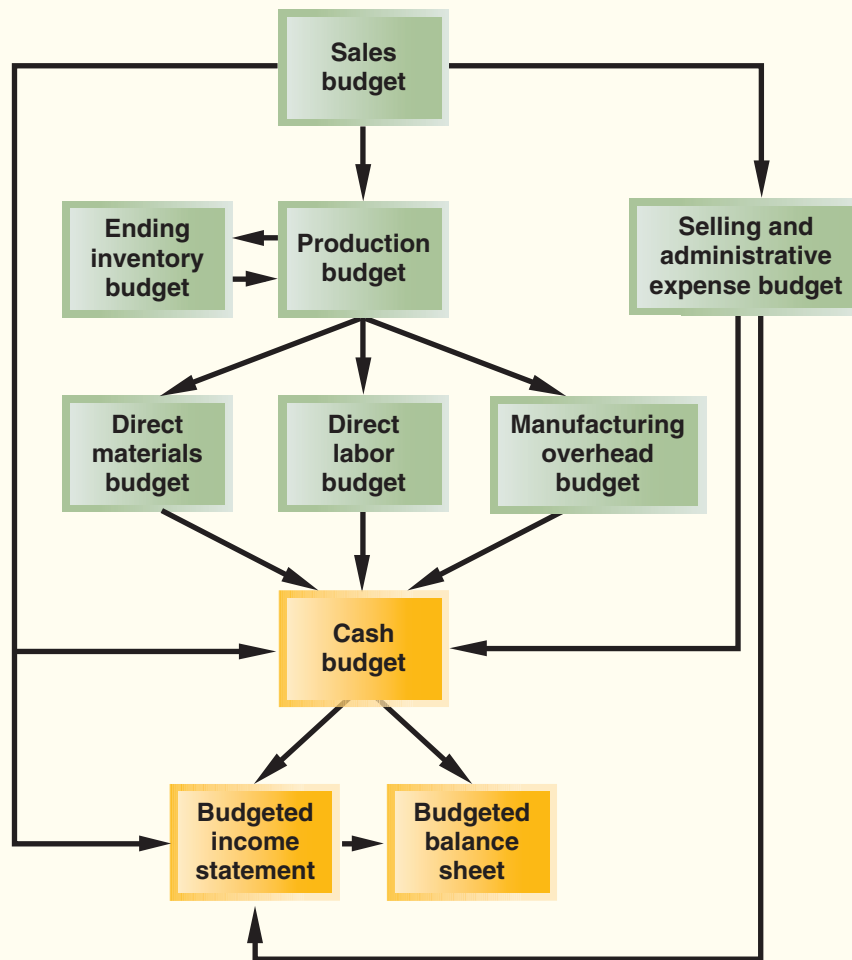 Sales
budget
Ending
inventory
budget
Production
budget
Selling and
administrative
expense budget
Direct
materials
budget
Direct
labor
budget
Manufacturing
overhead
budget
Cash
budget
Budgeted
income
statement
Budgeted
balance
sheet